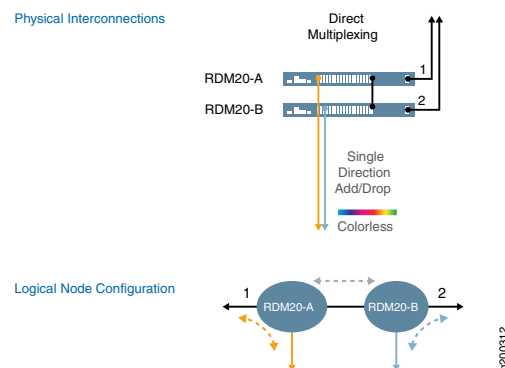 Physical Interconnections
Direct
Multiplexing
1
RDM20-A
2
RDM20-B
Single
Direction
Add/Drop
Colorless
Logical Node Configuration
1
2
RDM20-A
RDM20-B
g200312